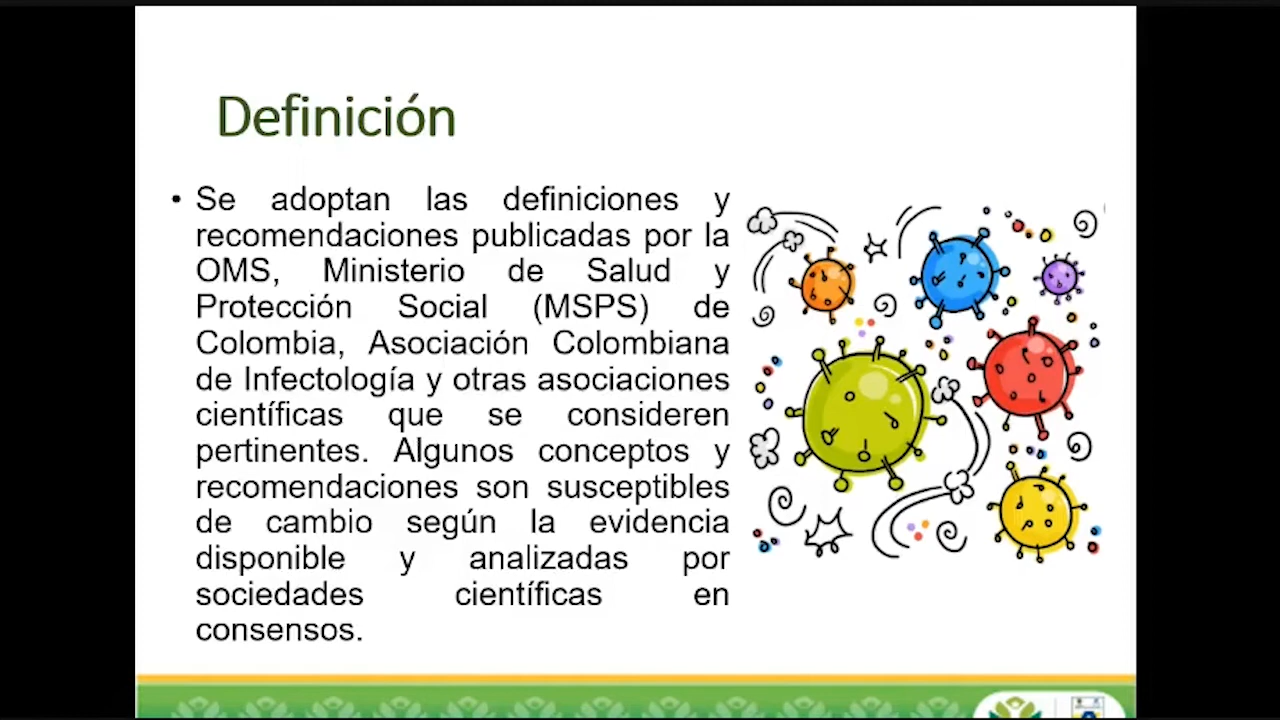 Definición
• Se adoptan las definiciones y
recomendaciones publicadas por la
OMS, Ministerio de Salud y
Protección Social (MSPS) de
Colombia, Asociación Colombiana
de Infectología y otras asociaciones
científicas que se consideren
pertinentes. Algunos conceptos y
recomendaciones son susceptibles
de cambio según la evidencia
disponible y analizadas por
sociedades científicas en
consensos.